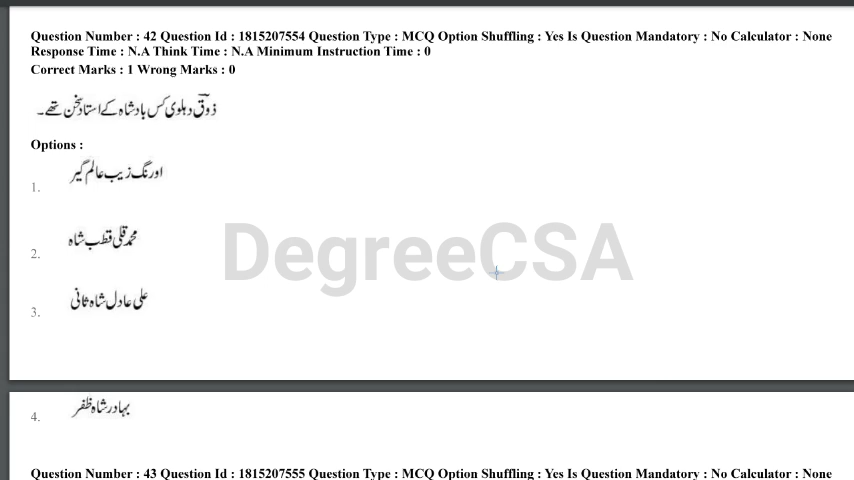 Question Number : 42 Question Id : 1815207554 Question Type : MCQ Option Shuffling : Yes Is Question Mandatory : No Calculator : None
Response Time : N.A Think Time : N.A Minimum Instruction Time : 0
Correct Marks : 1 Wrong Marks : 0
ذوقؔ دہلوی کس بادشاہ کے استادِ سخن تھے۔
Options :
1. اورنگ زیب عالم گیر
2. محمد قلی قطب شاہ
DegreeCSA
3. علی عادل شاہ ثانی
4. بہادر شاہ ظفر
Question Number : 43 Question Id : 1815207555 Question Type : MCQ Option Shuffling : Yes Is Question Mandatory : No Calculator : None